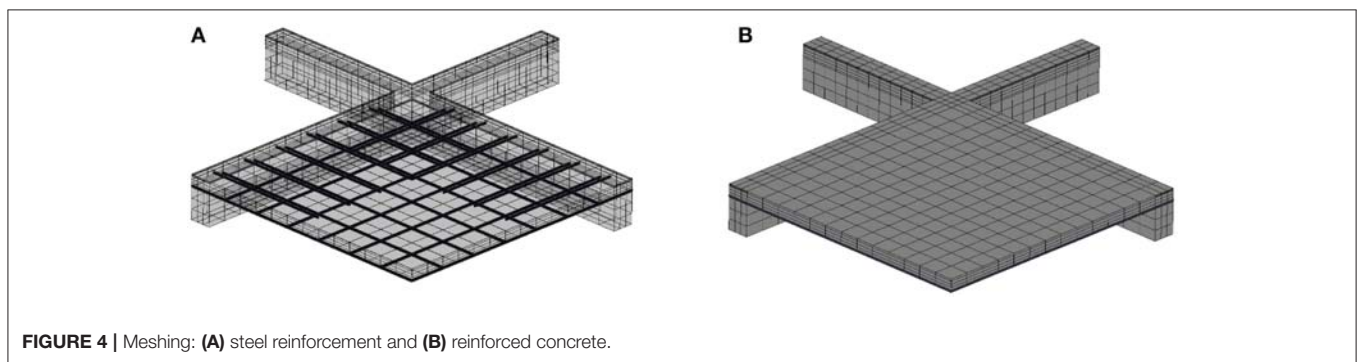 A
B
FIGURE 4 | Meshing: (A) steel reinforcement and (B) reinforced concrete.